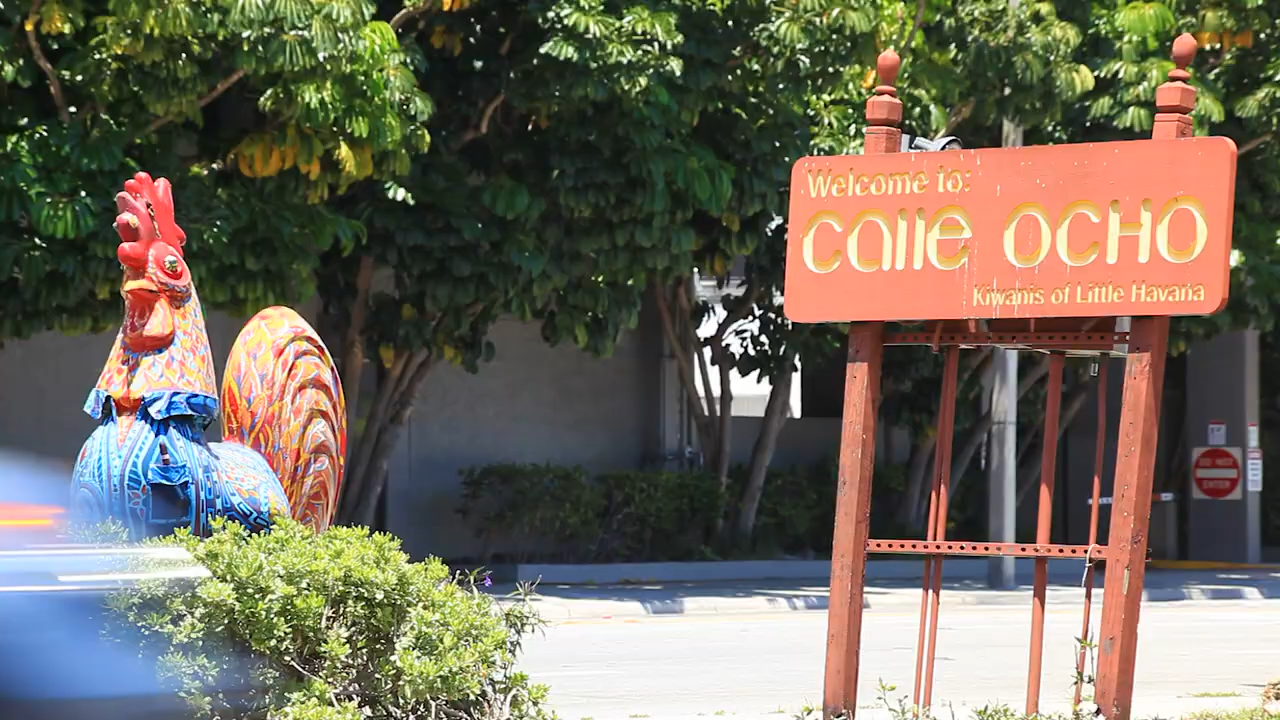 Welcome to:
Calle OCHO
Kiwanis of Little Havana
DO NOT
ENTER